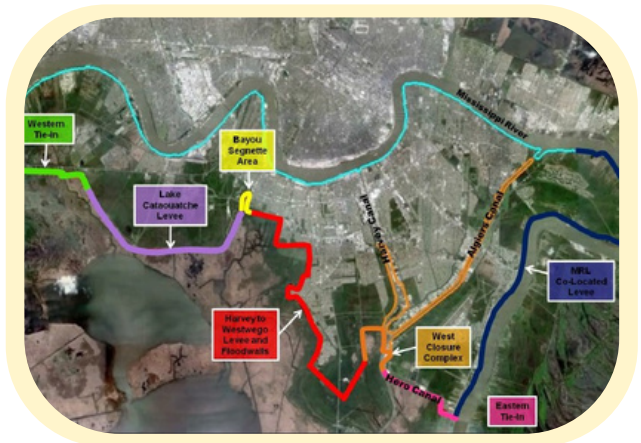 Western
Tie-In
Bayou
Segnette
Area
Mississippi River
Lake
Cataouatche
Levee
Harvey Canal
Algiers Canal
MRL
Co-Located
Levee
Harvey to
Westwego
Levee and
Floodwalls
West
Closure
Complex
Hero Canal
Eastern
Tie-In